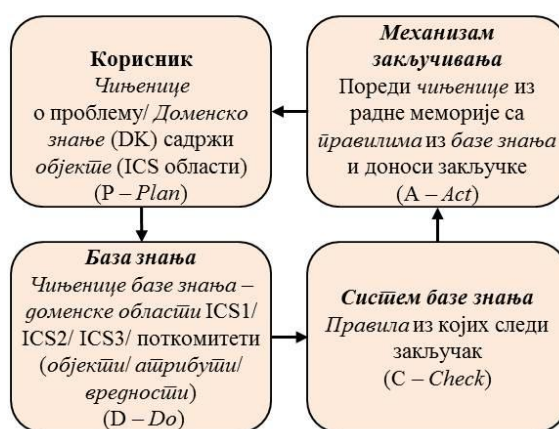 Корисник
Чињенице
о проблему/ Доменско
знање (DK) садржи
објекте (ICS области)
(P – Plan)
Механизам
закључивања
Пореди чињенице из
радне меморије са
правилима из базе знања
и доноси закључке
(A – Act)
База знања
Чињенице базе знања –
доменске области ICS1/
ICS2/ ICS3/ поткомитети
(објекти/ атрибути/
вредности)
(D – Do)
Систем базе знања
Правила из којих следи
закључак
(C – Check)